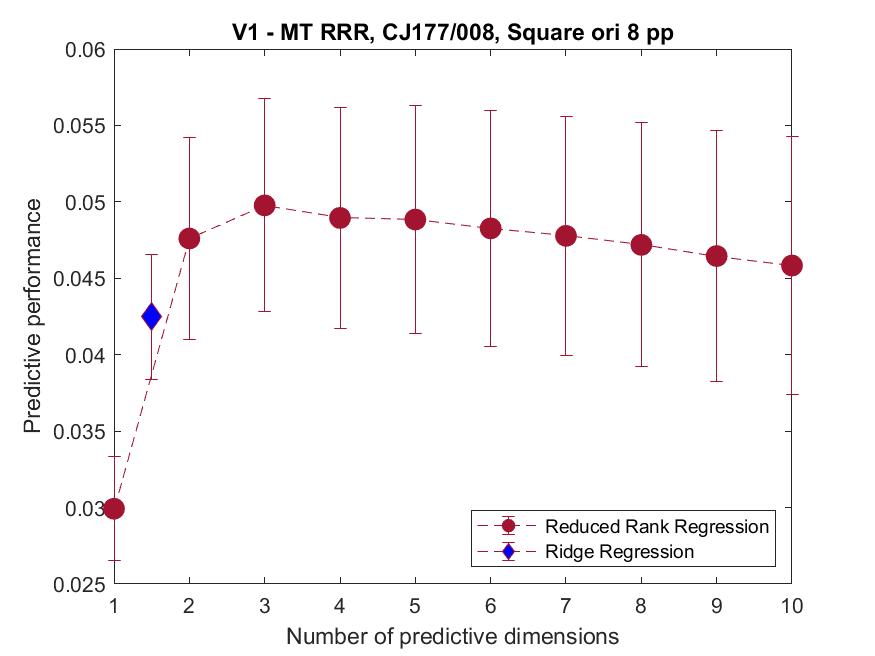 V1 - MT RRR, CJ177/008, Square ori 8 pp
0.06
0.055
0.05
0.045
0.04
0.035
0.03
0.025
Predictive performance
Reduced Rank Regression
Ridge Regression
1 2 3 4 5 6 7 8 9 10
Number of predictive dimensions